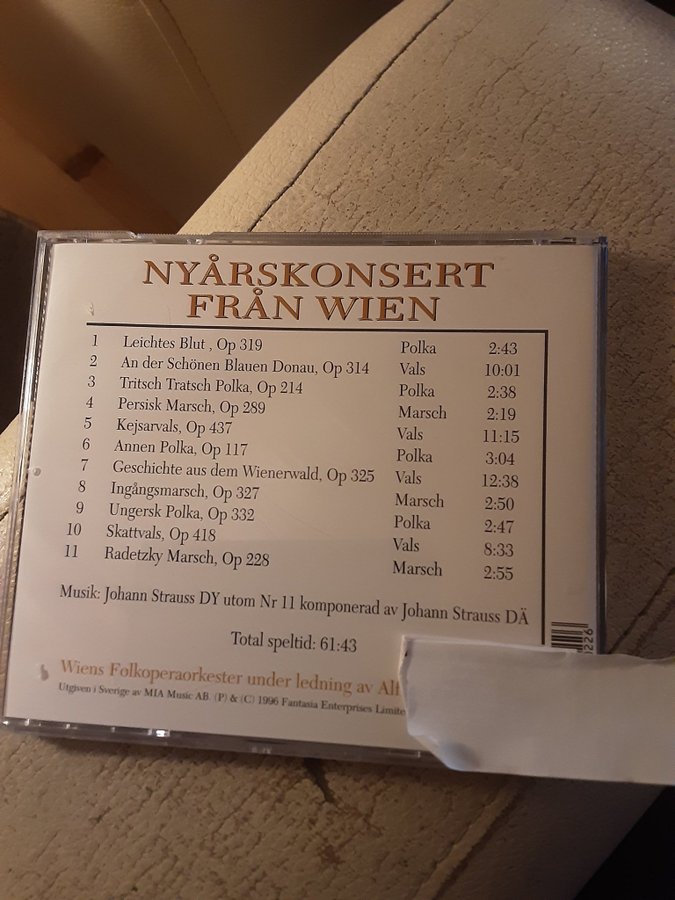 NYÅRSKONSERT
FRÅN WIEN
1 Leichtes Blut , Op 319 Polka 2:43
2 An der Schönen Blauen Donau, Op 314 Vals 10:01
3 Tritsch Tratsch Polka, Op 214 Polka 2:38
4 Persisk Marsch, Op 289 Marsch 2:19
5 Kejsarvals, Op 437 Vals 11:15
6 Annen Polka, Op 117 Polka 3:04
7 Geschichte aus dem Wienerwald, Op 325 Vals 12:38
8 Ingångsmarsch, Op 327 Marsch 2:50
9 Ungersk Polka, Op 332 Polka 2:47
10 Skattvals, Op 418 Vals 8:33
11 Radetzky Marsch, Op 228 Marsch 2:55
Musik: Johann Strauss DY utom Nr 11 komponerad av Johann Strauss DÄ
Total speltid: 61:43
Wiens Folkoperaorkester under ledning av Alf
Utgiven i Sverige av MIA Music AB. (P) & (C) 1996 Fantasia Enterprises Limite
226